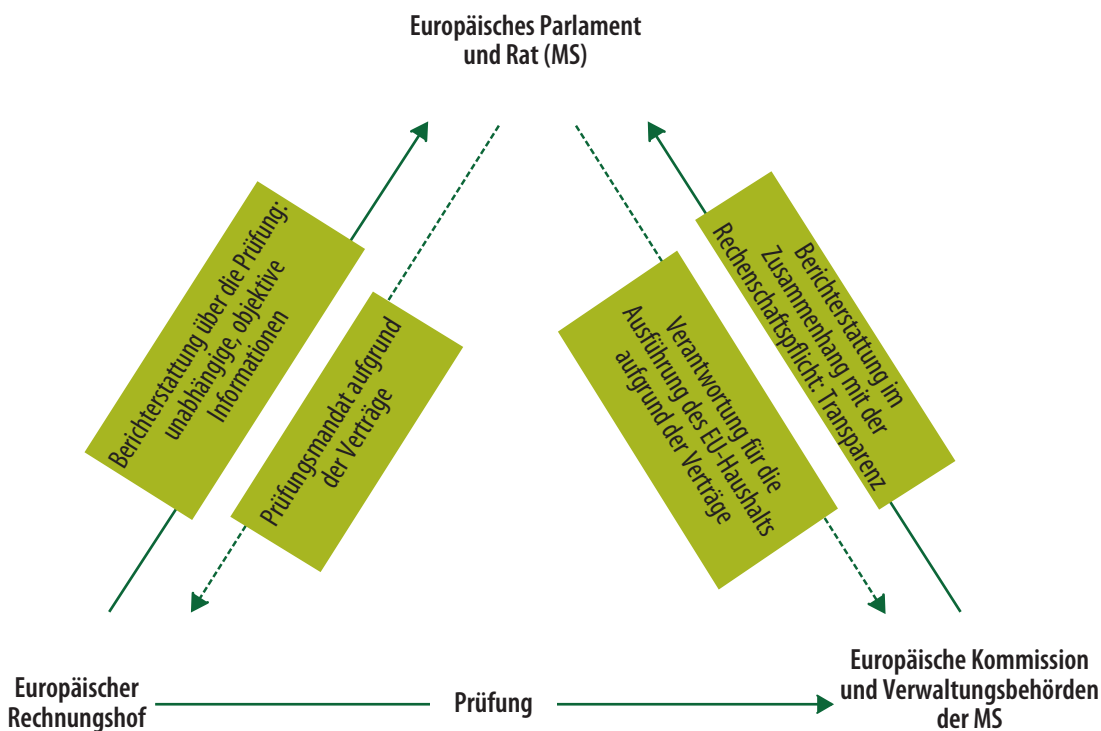 Europäisches Parlament
und Rat (MS)
Berichterstattung über die Prüfung:
unabhängige, objektive
Informationen
Prüfungsmandat aufgrund
der Verträge
Verantwortung für die
Ausführung des EU-Haushalts
aufgrund der Verträge
Berichterstattung im
Zusammenhang mit der
Rechenschaftspflicht: Transparenz
Europäischer
Rechnungshof
Prüfung
Europäische Kommission
und Verwaltungsbehörden
der MS